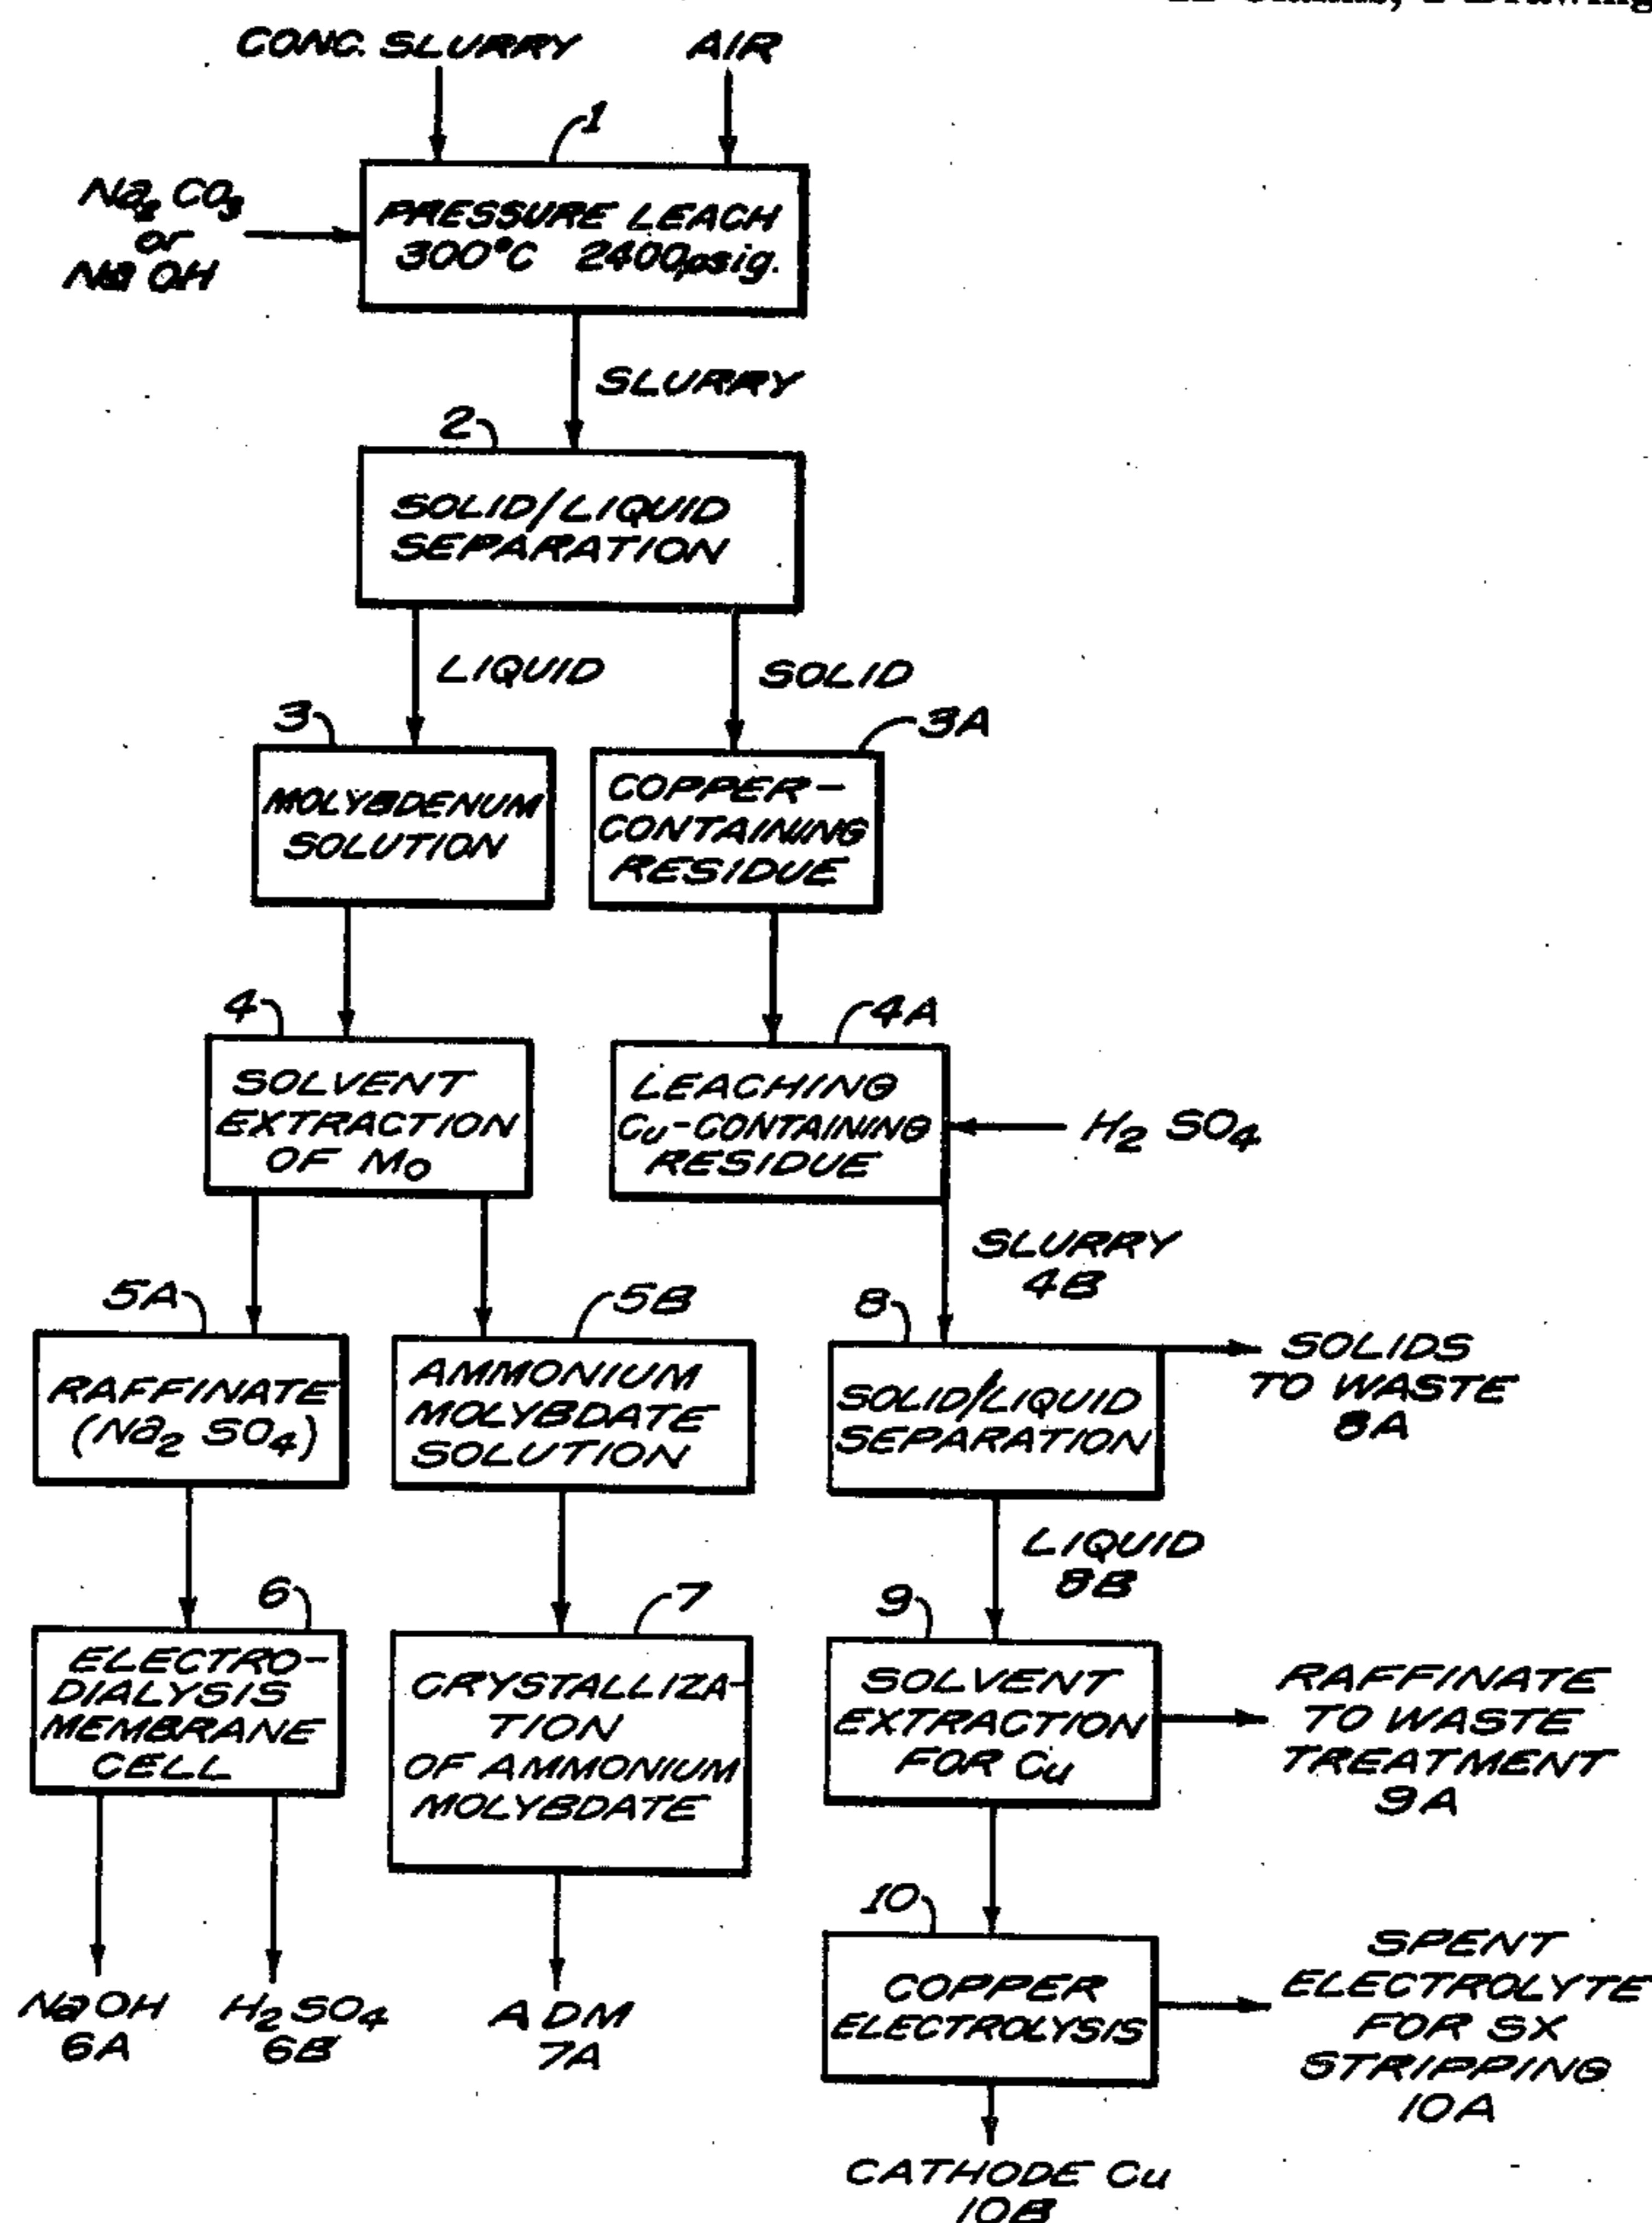 CONC. SLURRY
AIR
1
Na2 CO3
or
NaOH
PRESSURE LEACH
300°C 2400psig.
SLURRY
2
SOLID/LIQUID
SEPARATION
LIQUID
SOLID
3
3A
MOLYBDENUM
SOLUTION
COPPER-
CONTAINING
RESIDUE
4
4A
SOLVENT
EXTRACTION
OF Mo
LEACHING
Cu-CONTAINING
RESIDUE
H2 SO4
SLURRY
4B
5A
5B
8
RAFFINATE
(Na2 SO4)
AMMONIUM
MOLYBDATE
SOLUTION
SOLID/LIQUID
SEPARATION
SOLIDS
TO WASTE
8A
LIQUID
8B
6
7
9
ELECTRO-
DIALYSIS
MEMBRANE
CELL
CRYSTALLIZA-
TION
OF AMMONIUM
MOLYBDATE
SOLVENT
EXTRACTION
FOR Cu
RAFFINATE
TO WASTE
TREATMENT
9A
10
NaOH
6A
H2SO4
6B
ADM
7A
COPPER
ELECTROLYSIS
SPENT
ELECTROLYTE
FOR SX
STRIPPING
10A
CATHODE Cu
10B